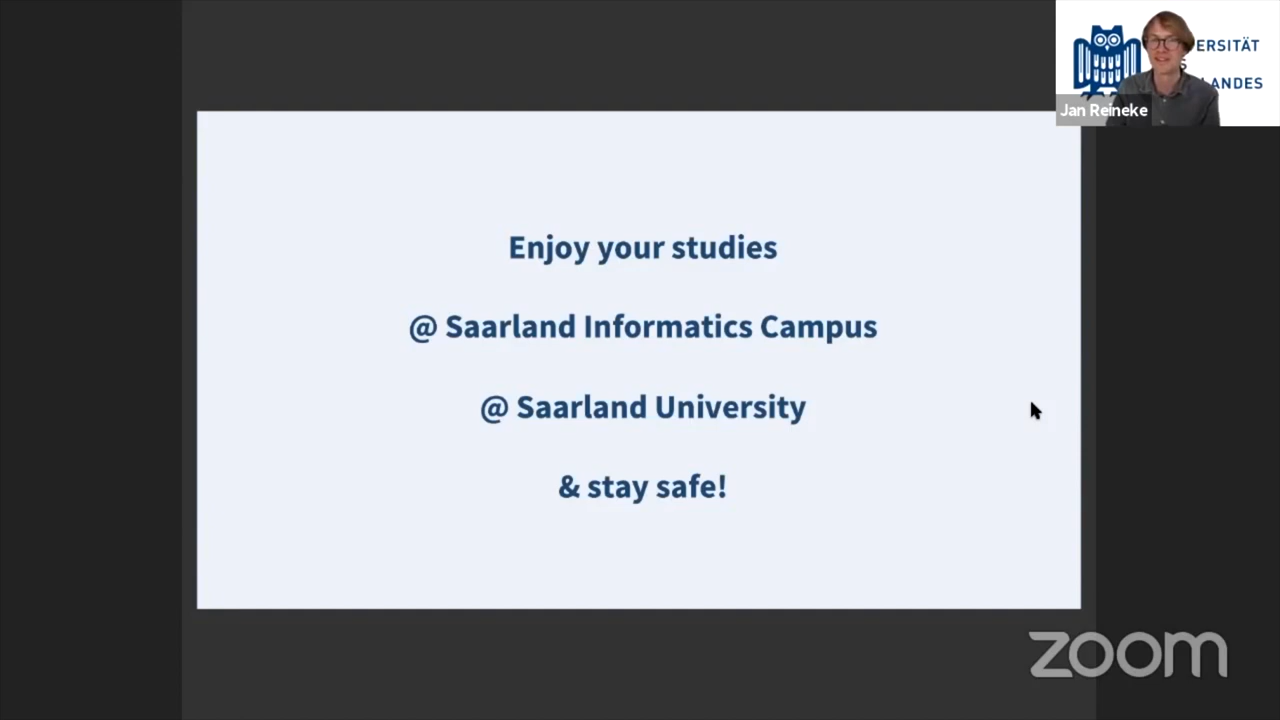 ERSITÄT
S
LANDES
Jan Reineke
Enjoy your studies
@ Saarland Informatics Campus
@ Saarland University
& stay safe!
zoom